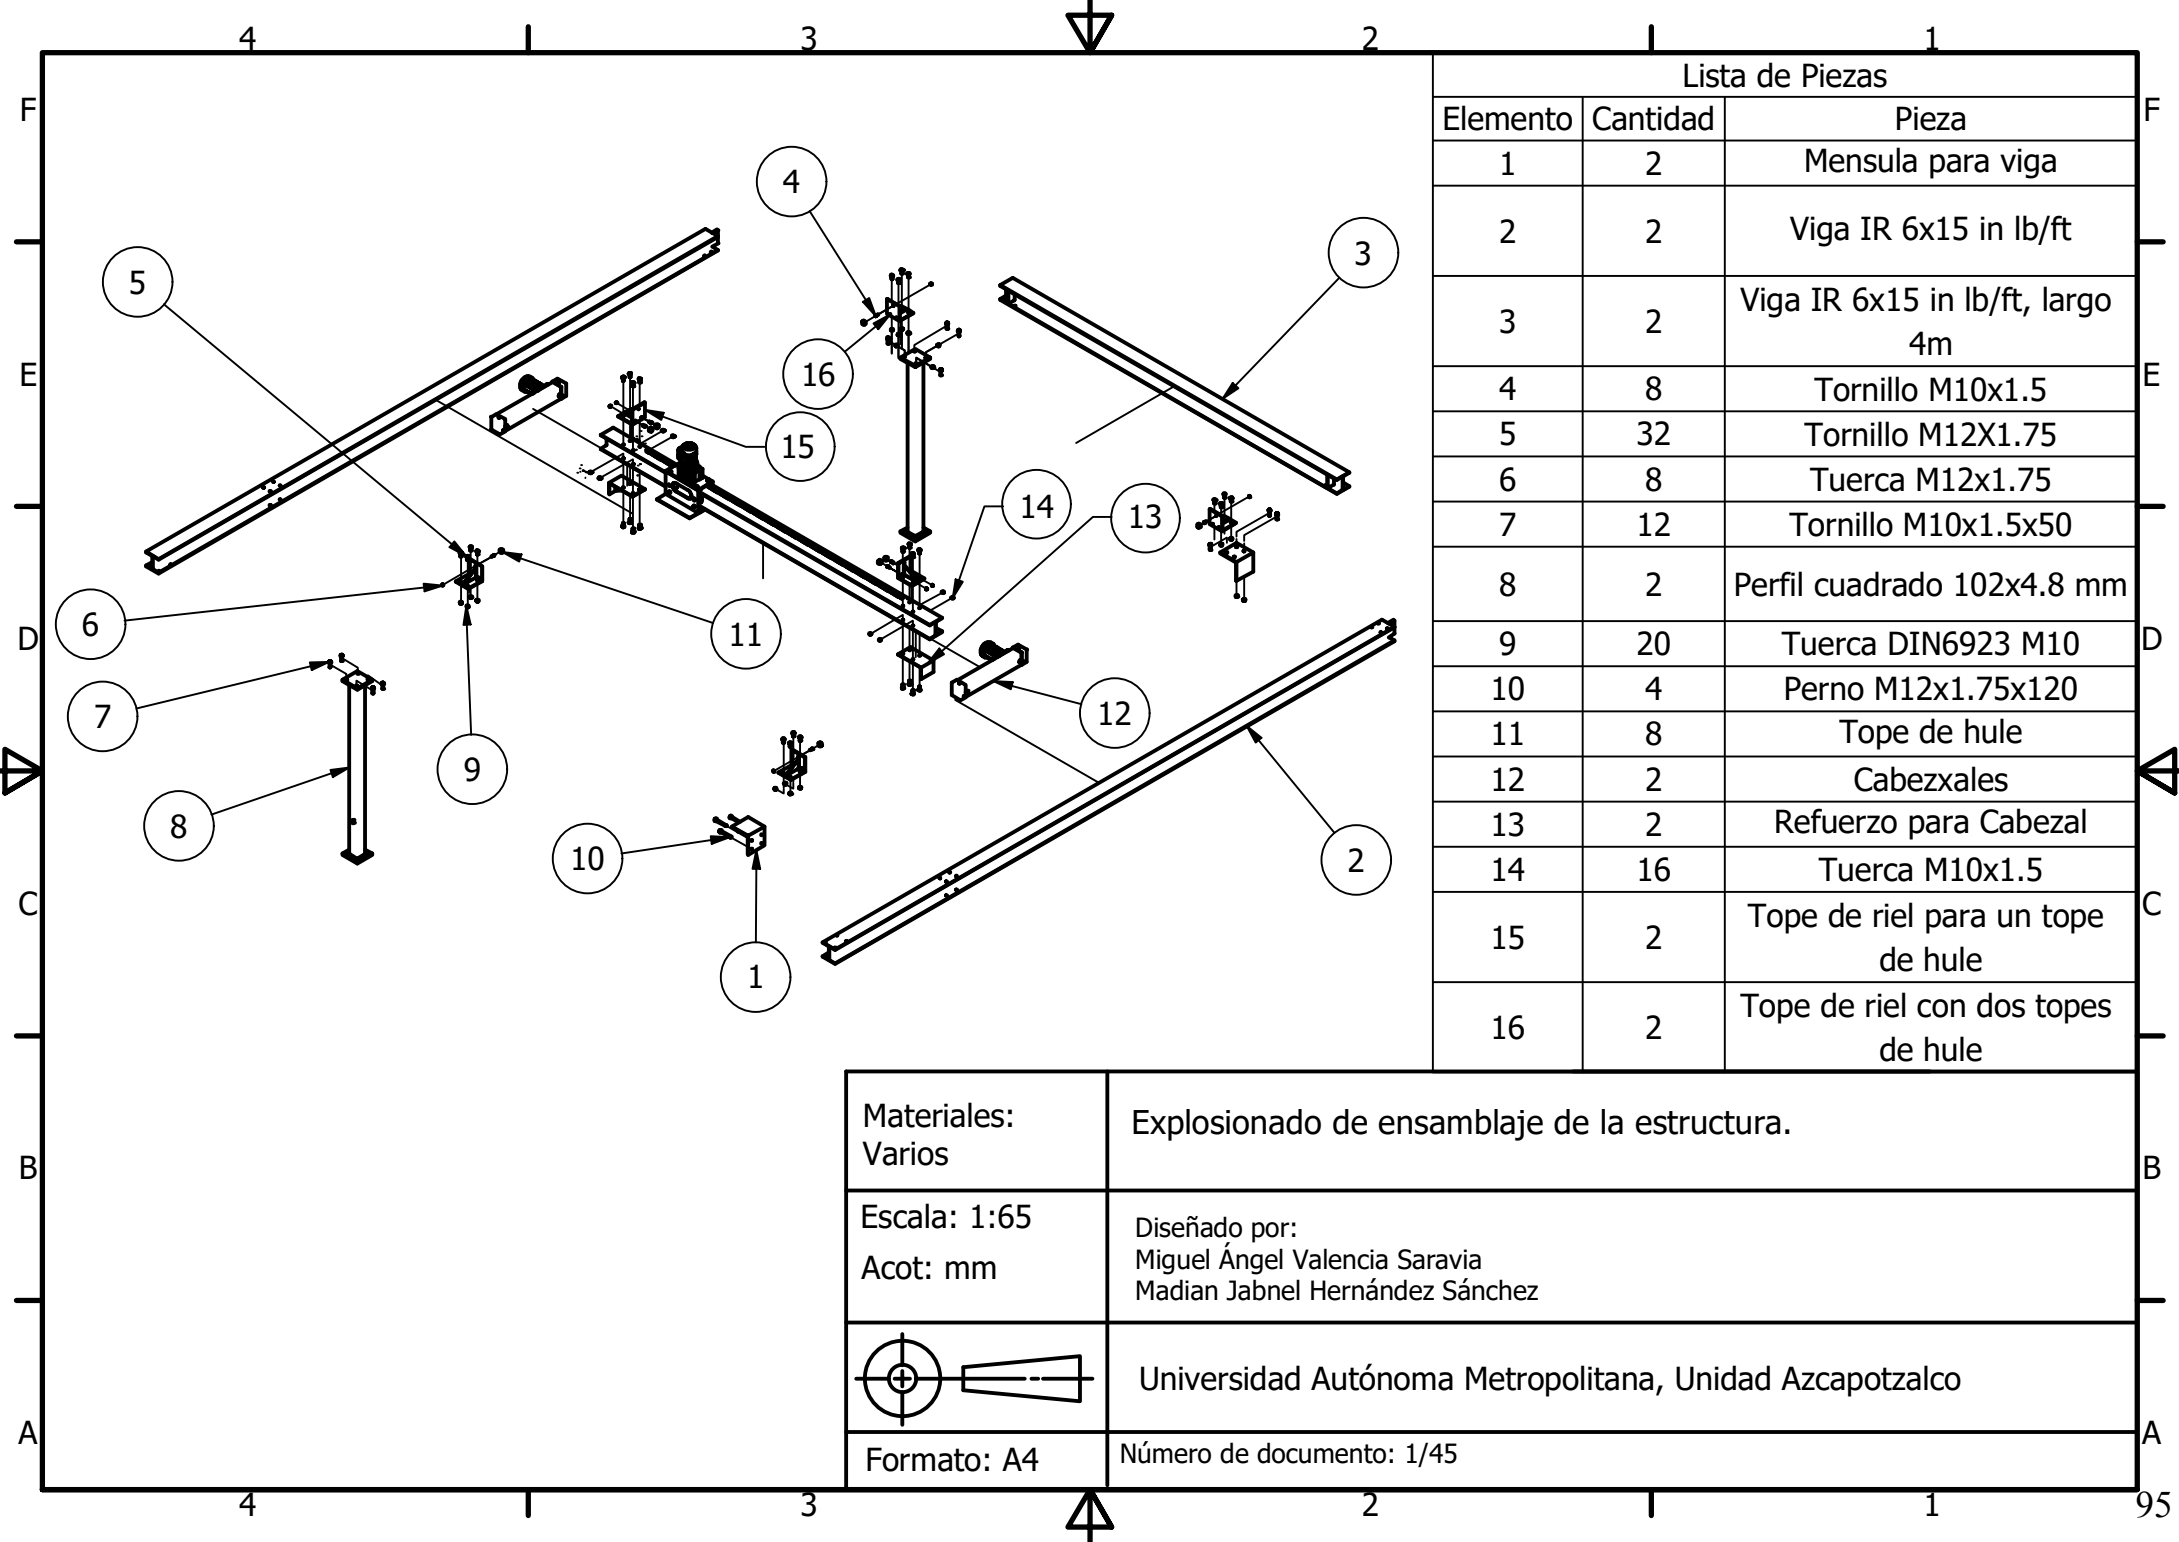 4 3 2 1
F
E
D
C
B
A
F
E
D
C
B
A
4
3
5
16
15
14
13
6
11
7
12
9
8
10
2
1
Lista de Piezas
Elemento Cantidad Pieza
1 2 Mensula para viga
2 2 Viga IR 6x15 in lb/ft
3 2 Viga IR 6x15 in lb/ft, largo
4m
4 8 Tornillo M10x1.5
5 32 Tornillo M12X1.75
6 8 Tuerca M12x1.75
7 12 Tornillo M10x1.5x50
8 2 Perfil cuadrado 102x4.8 mm
9 20 Tuerca DIN6923 M10
10 4 Perno M12x1.75x120
11 8 Tope de hule
12 2 Cabezxales
13 2 Refuerzo para Cabezal
14 16 Tuerca M10x1.5
15 2 Tope de riel para un tope
de hule
16 2 Tope de riel con dos topes
de hule
Materiales:
Varios
Explosionado de ensamblaje de la estructura.
Escala: 1:65
Acot: mm
Diseñado por:
Miguel Ángel Valencia Saravia
Madian Jabnel Hernández Sánchez
Universidad Autónoma Metropolitana, Unidad Azcapotzalco
Formato: A4
Número de documento: 1/45
4 3 2 1
95